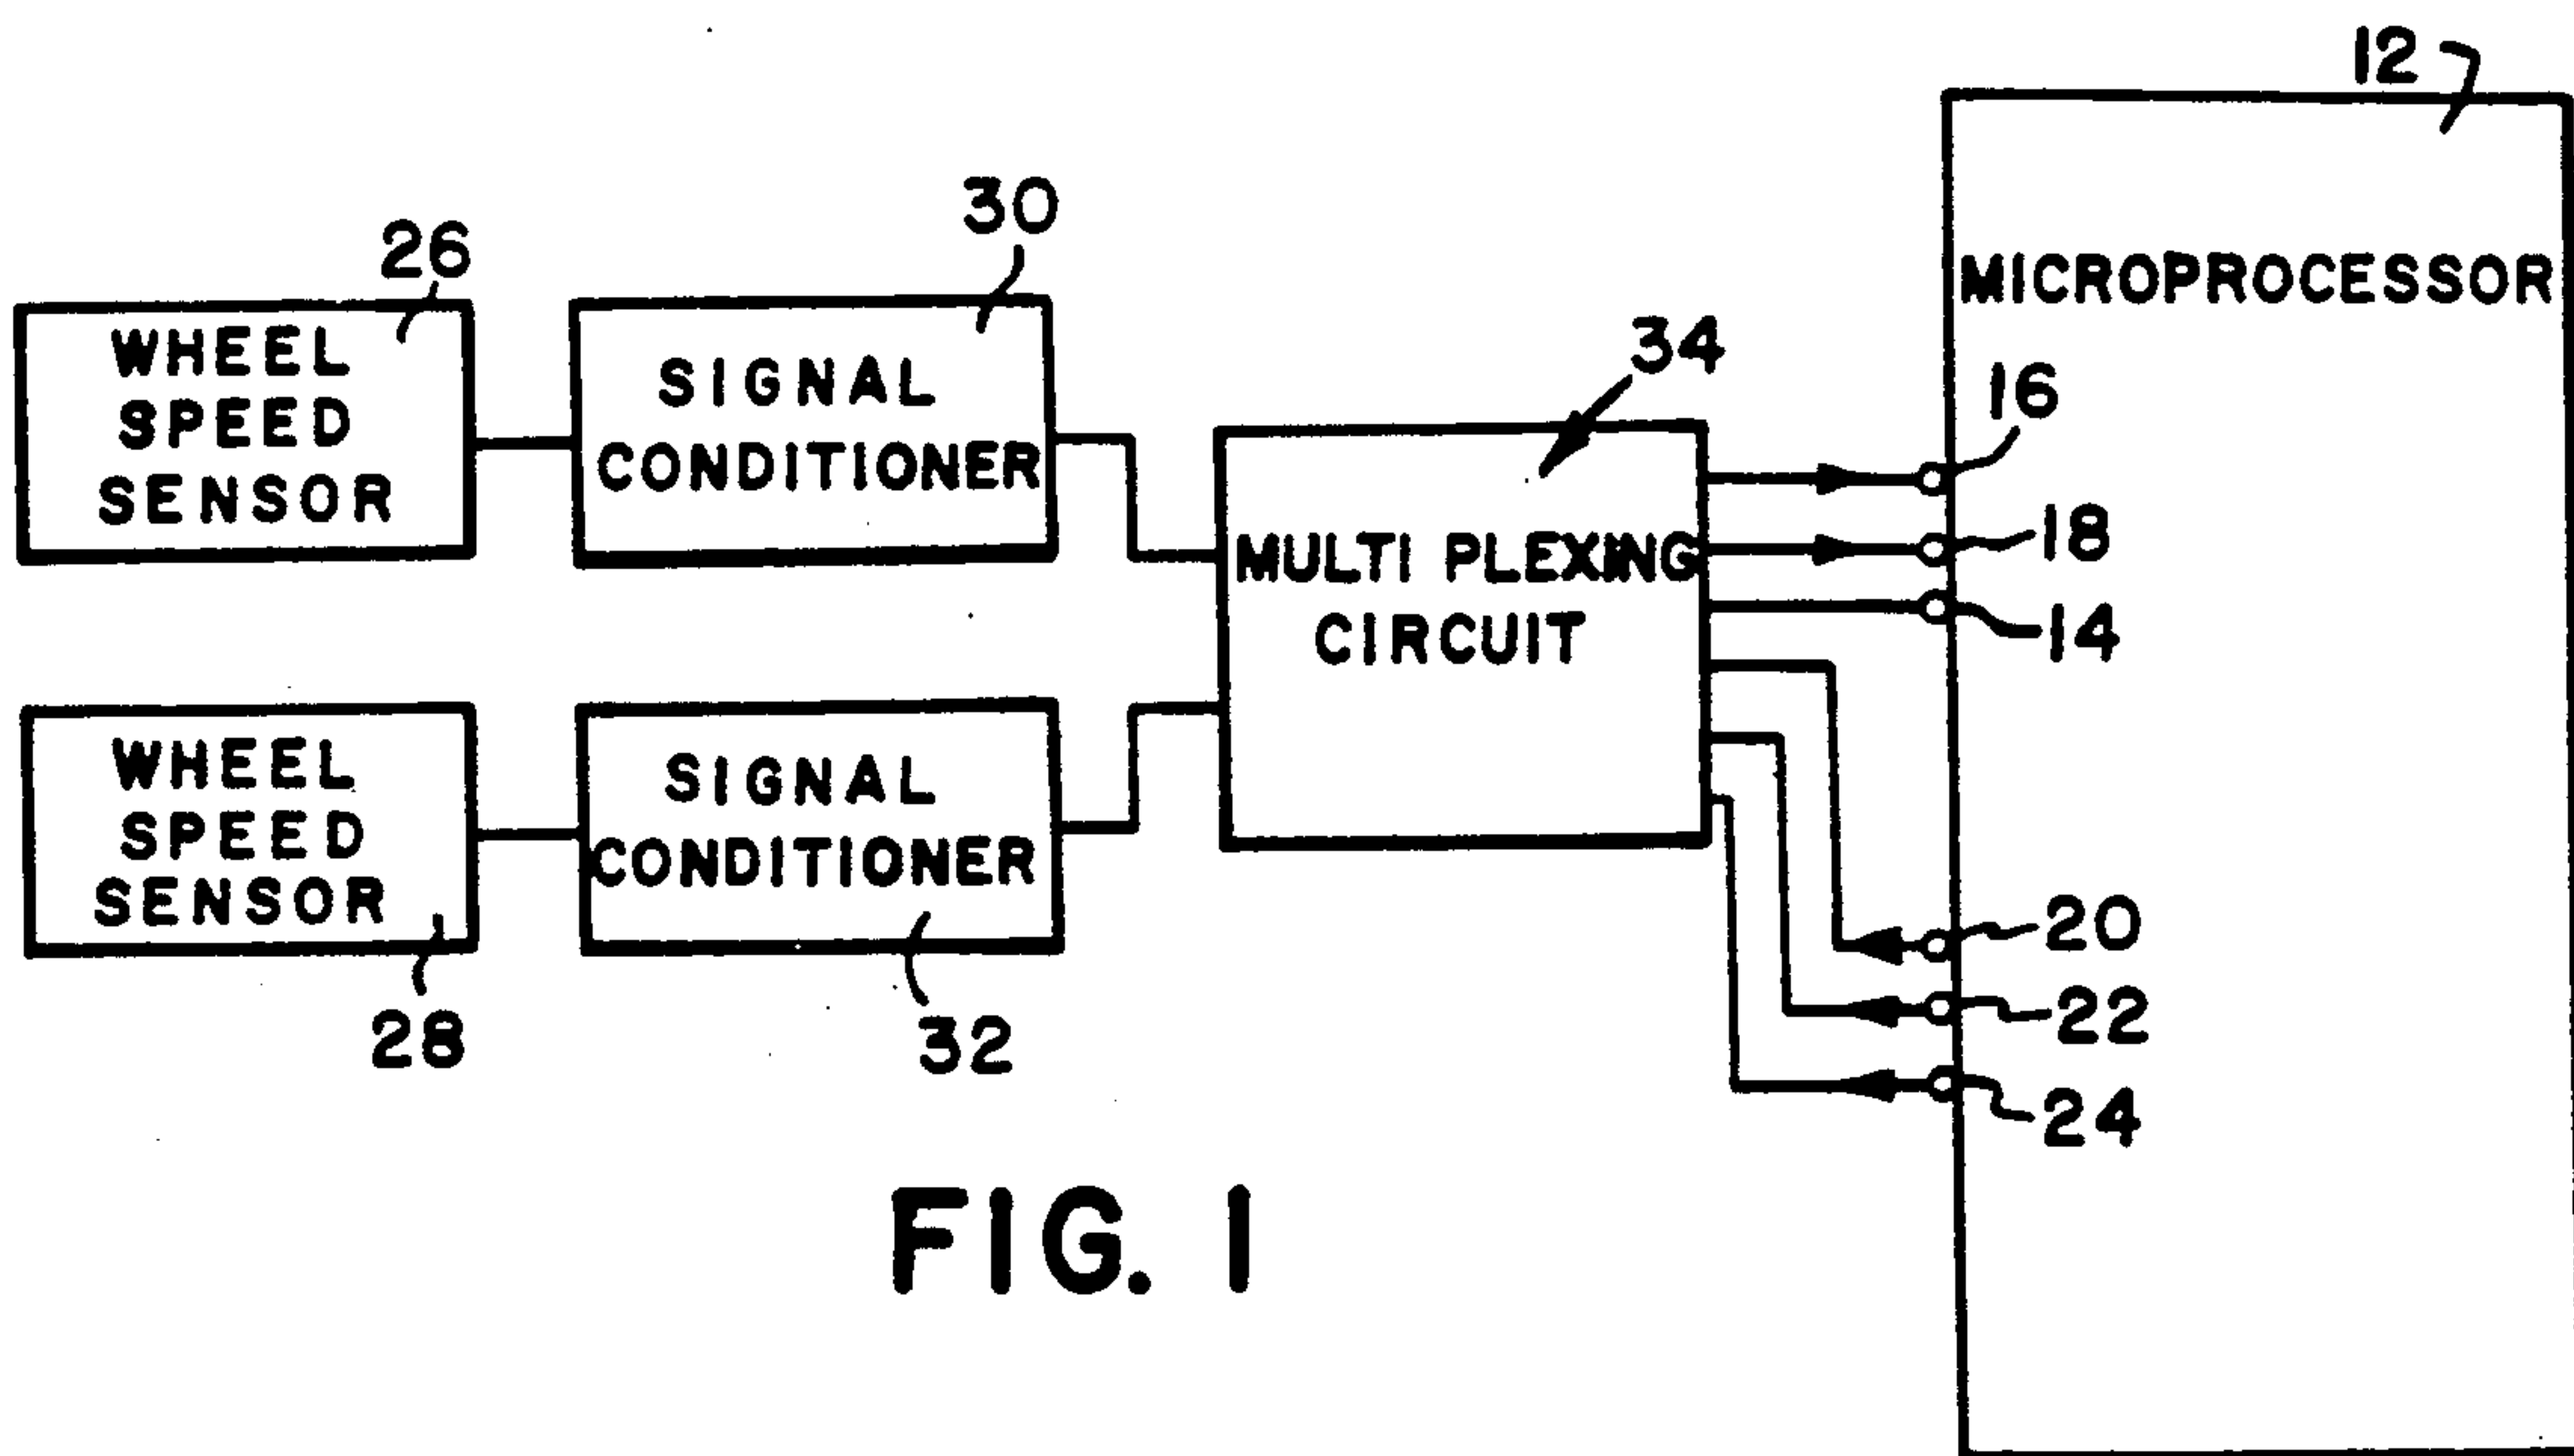 12
MICROPROCESSOR
26
WHEEL
SPEED
SENSOR
30
SIGNAL
CONDITIONER
34
MULTI PLEXING
CIRCUIT
16
18
14
WHEEL
SPEED
SENSOR
28
SIGNAL
CONDITIONER
32
20
22
24
FIG. 1